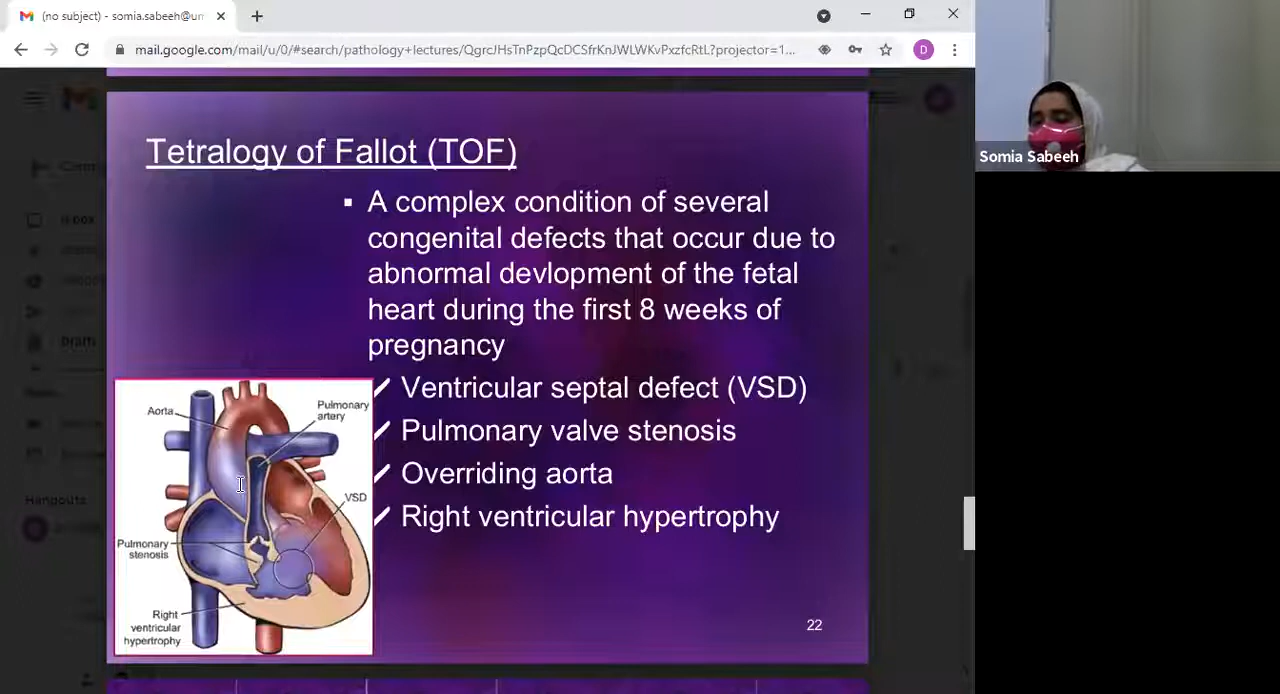 (no subject) - somia.sabeeh@un
mail.google.com/mail/u/0/#search/pathology+lectures/QgrcJHsTnPzpQcDCSfrKnJWLWKvPxzfcRtL?projector=1...
D
Tetralogy of Fallot (TOF)
▪ A complex condition of several
congenital defects that occur due to
abnormal devlopment of the fetal
heart during the first 8 weeks of
pregnancy
✓ Ventricular septal defect (VSD)
✓ Pulmonary valve stenosis
✓ Overriding aorta
✓ Right ventricular hypertrophy
Aorta
Pulmonary
artery
VSD
Pulmonary
stenosis
Right
ventricular
hypertrophy
22
Hangouts
Somia Sabeeh